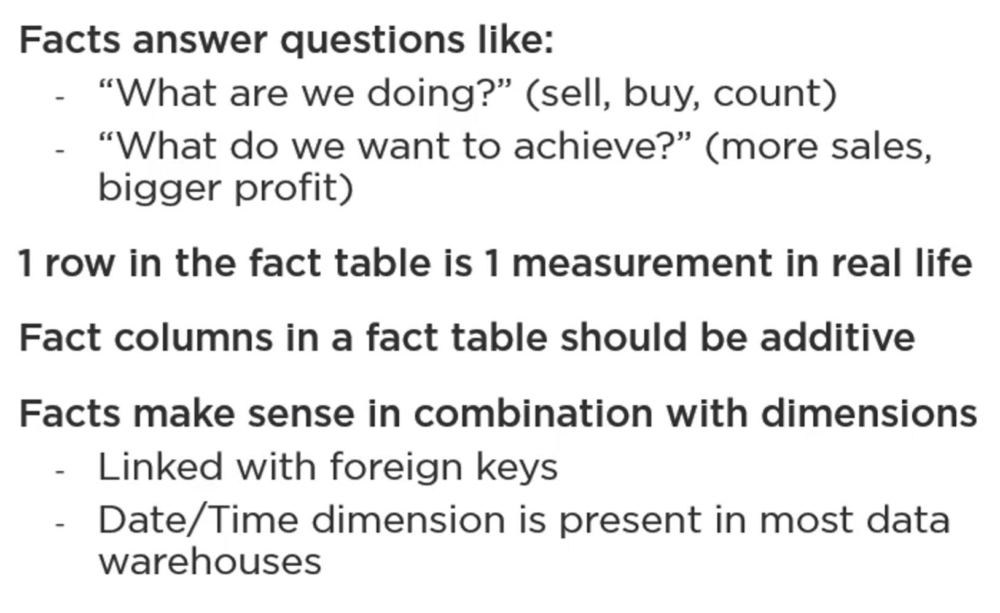 Facts answer questions like:
- “What are we doing?” (sell, buy, count)
- “What do we want to achieve?” (more sales,
bigger profit)
1 row in the fact table is 1 measurement in real life
Fact columns in a fact table should be additive
Facts make sense in combination with dimensions
- Linked with foreign keys
- Date/Time dimension is present in most data
warehouses